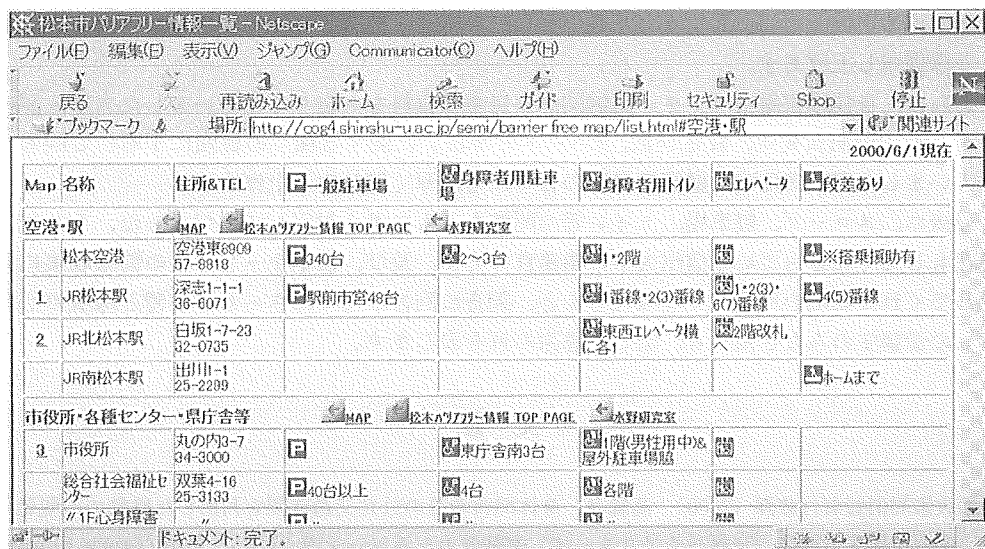 松本市バリアフリー情報一覧 - Netscape
ファイル(F) 編集(E) 表示(V) ジャンプ(G) Communicator(C) ヘルプ(H)
戻る 再読み込み ホーム 検索 ガイド 印刷 セキュリティ Shop 停止 N
ブックマーク & 場所: http://cog4.shinshu-u.ac.jp/semi/barrier free map/list.html#空港・駅 関連サイト
2000/6/1現在
Map 名称 住所&TEL P一般駐車場 身障者用駐車場 身障者用トイレ エレベータ 段差あり
空港・駅 MAP 松本バリアフリー情報 TOP PAGE 水野研究室
松本空港 空港東8909 57-8818 P340台 2～3台 1・2階 ※搭乗援助有
1 JR松本駅 深志1-1-1 36-6071 P駅前市営48台 1番線・2(3)番線 1・2(3)・6(7)番線 4(5)番線
2 JR北松本駅 白坂1-7-23 32-0735 東西エレベータ横に各1 2階改札へ
JR南松本駅 出川1-1 25-2289 ホームまで
市役所・各種センター・県庁舎等 MAP 松本バリアフリー情報 TOP PAGE 水野研究室
3 市役所 丸の内3-7 34-3000 P 東庁舎南3台 1階(男性用中)&屋外駐車場脇
総合社会福祉センター 双葉4-16 25-3133 P40台以上 4台 各階
〃1F心身障害 〃
ドキュメント: 完了。